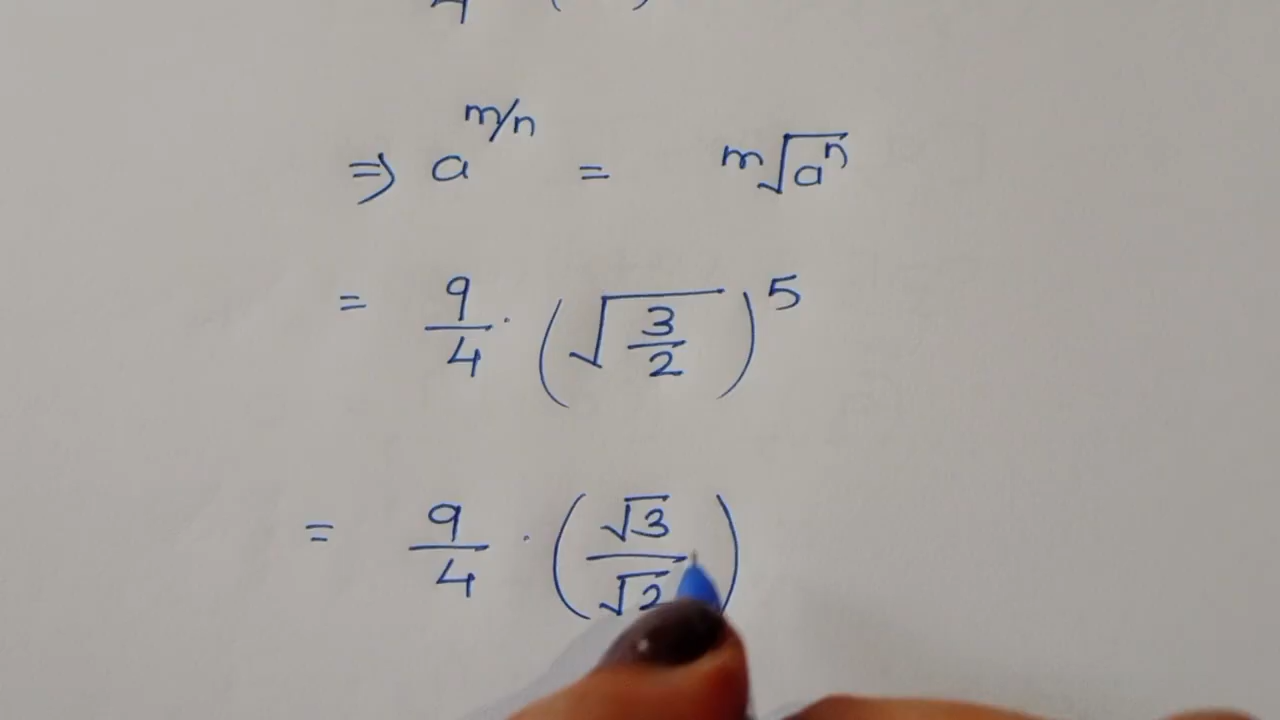 ⇒ a^{m/n} = ^m√(a^n)
= 9/4 · (√(3/2))^5
= 9/4 · (√3/√2)